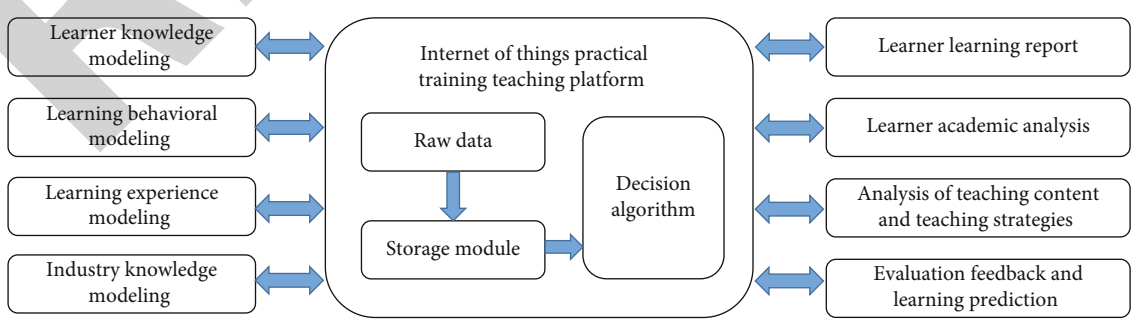 Learner knowledge
modeling
Learning behavioral
modeling
Learning experience
modeling
Industry knowledge
modeling
Internet of things practical
training teaching platform
Raw data
Storage module
Decision
algorithm
Learner learning report
Learner academic analysis
Analysis of teaching content
and teaching strategies
Evaluation feedback and
learning prediction